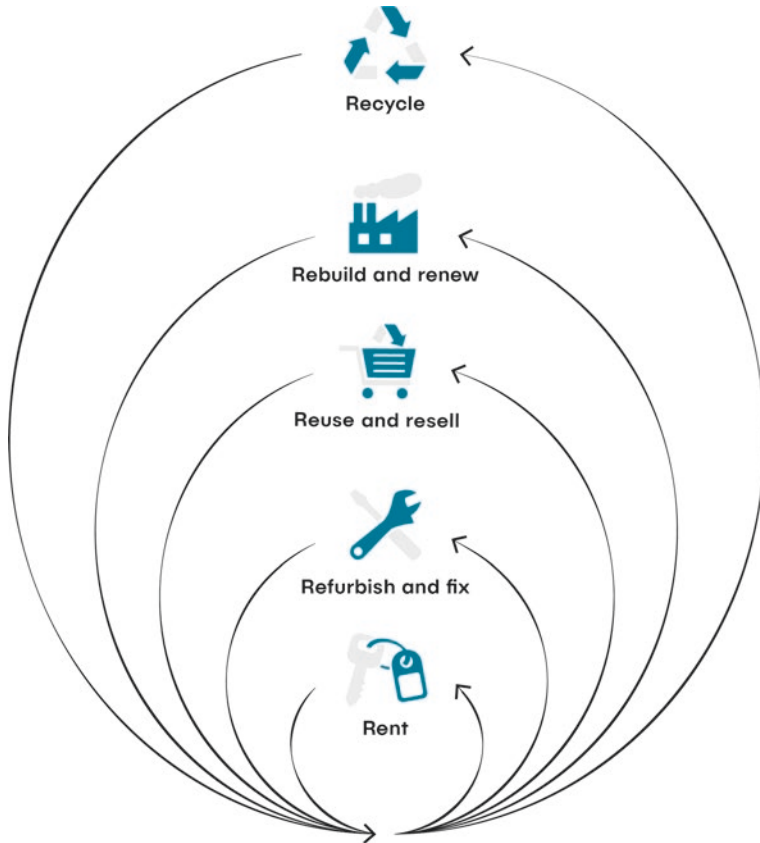 Recycle
Rebuild and renew
Reuse and resell
Refurbish and fix
Rent